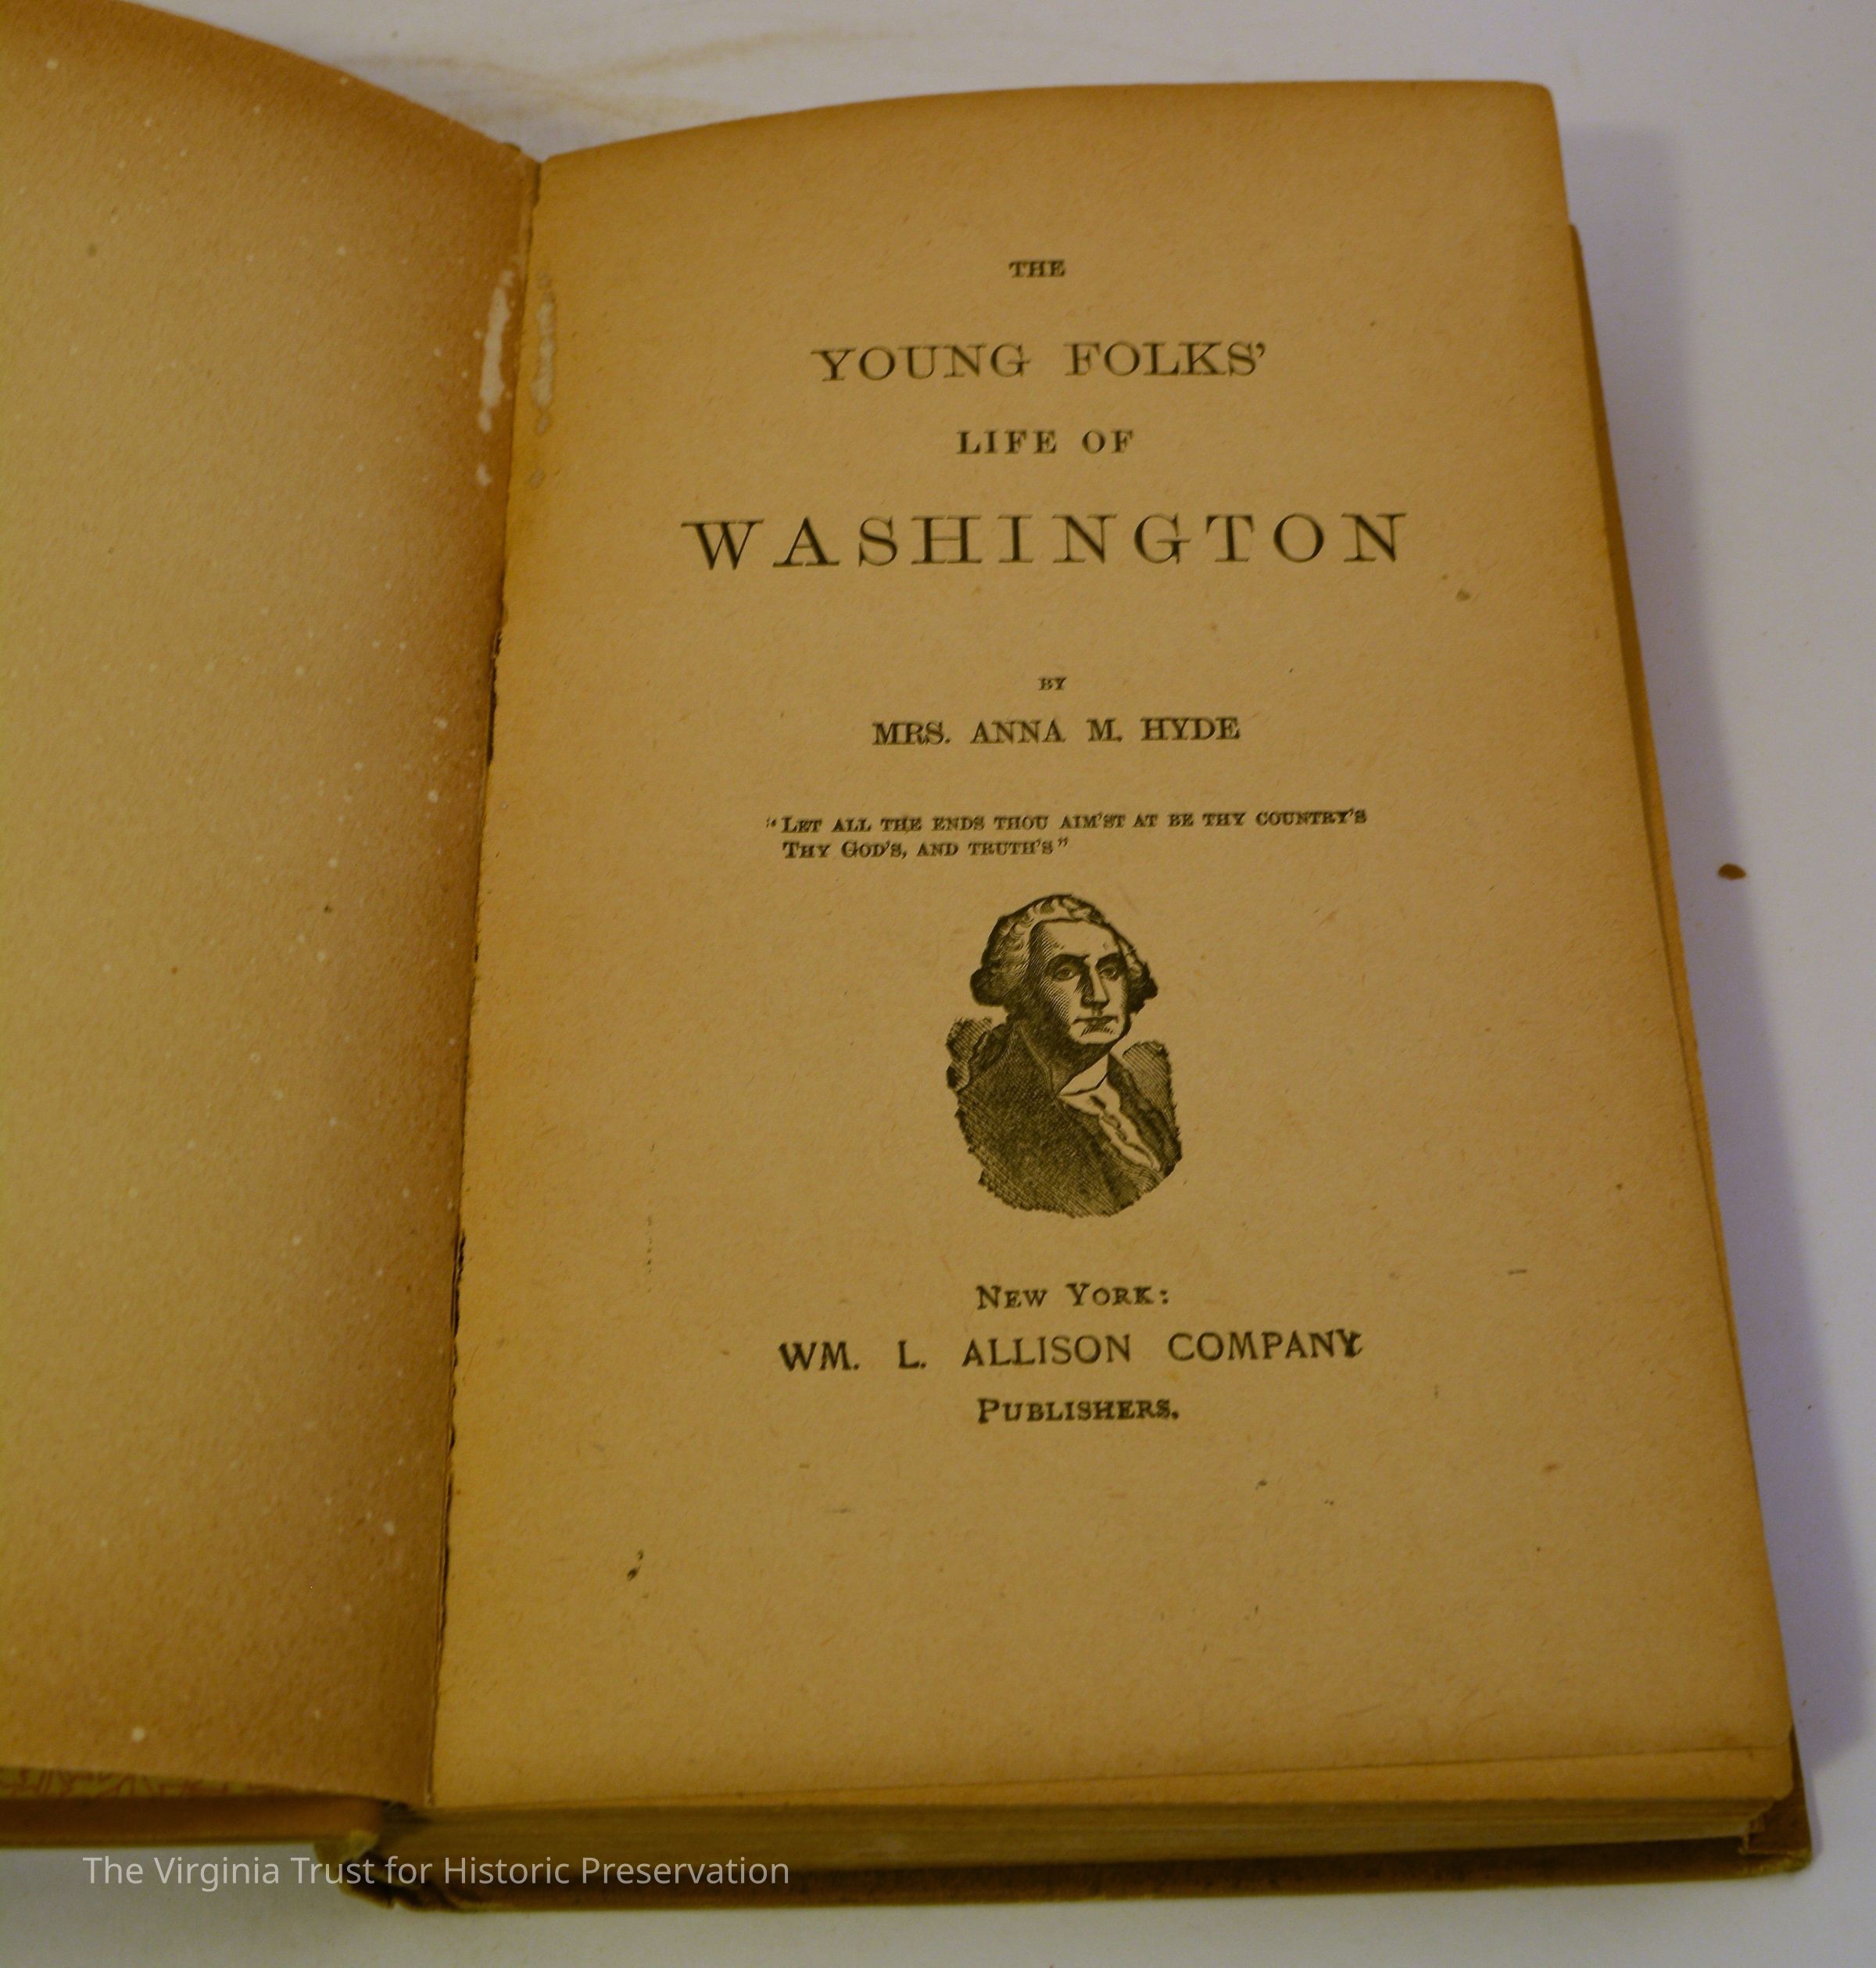 THE
YOUNG FOLKS'
LIFE OF
WASHINGTON
BY
MRS. ANNA M. HYDE
"LET ALL THE ENDS THOU AIM'ST AT BE THY COUNTRY'S
THY GOD'S, AND TRUTH'S"
NEW YORK:
WM. L. ALLISON COMPANY
PUBLISHERS.
The Virginia Trust for Historic Preservation